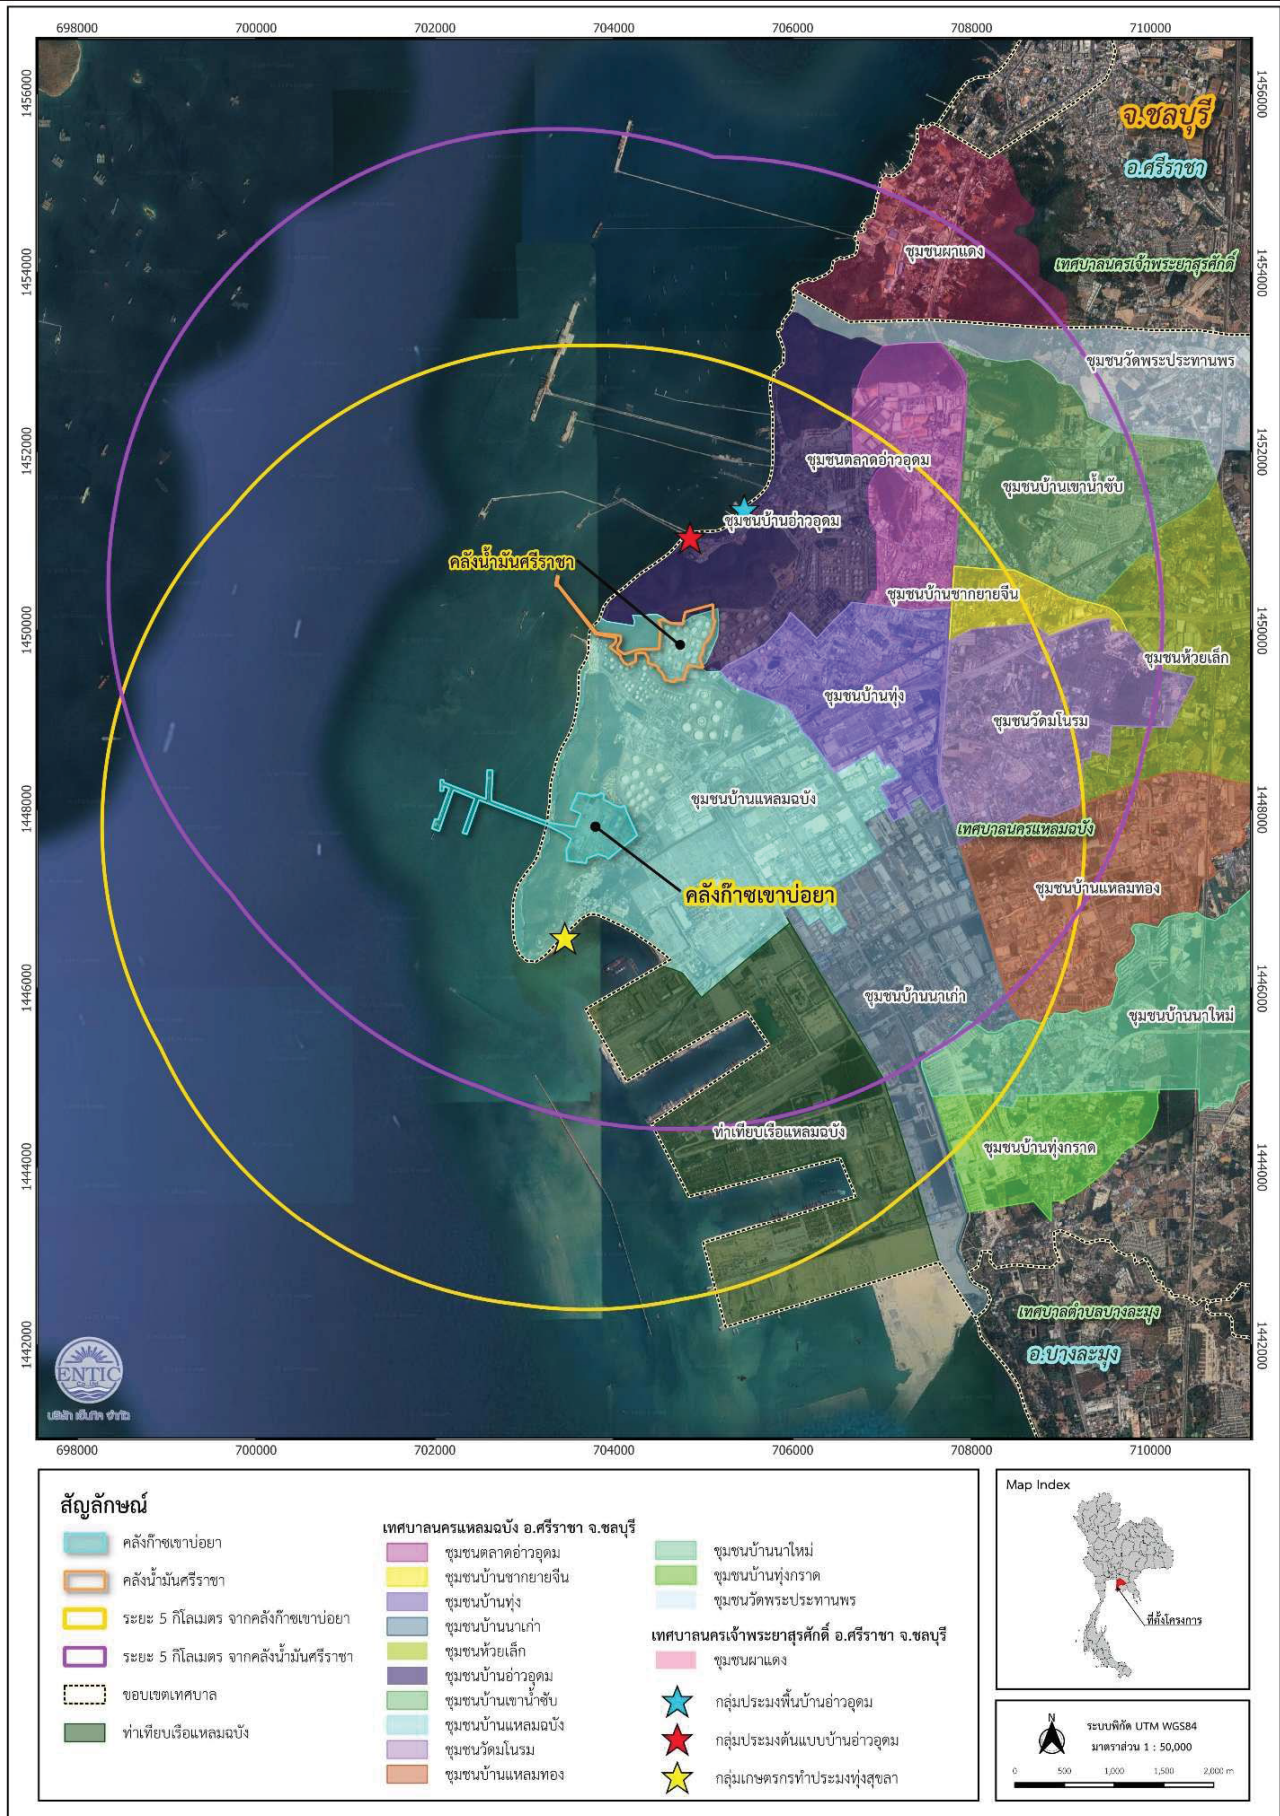 698000 700000 702000 704000 706000 708000 710000
1456000
1454000
1452000
1450000
1448000
1446000
1444000
1442000
1456000
1454000
1452000
1450000
1448000
1446000
1444000
1442000
จ.ชลบุรี
อ.ศรีราชา
ชุมชนผาแดง
เทศบาลนครเจ้าพระยาสุรศักดิ์
ชุมชนวัดพระประทานพร
ชุมชนตลาดอ่าวอุดม
ชุมชนบ้านเขาน้ำซับ
ชุมชนบ้านอ่าวอุดม
คลังน้ำมันศรีราชา
ชุมชนบ้านชากยายจีน
ชุมชนห้วยเล็ก
ชุมชนบ้านทุ่ง
ชุมชนวัดมโนรม
ชุมชนบ้านแหลมฉบัง
เทศบาลนครแหลมฉบัง
คลังก๊าซเขาบ่อยา
ชุมชนบ้านแหลมทอง
ชุมชนบ้านนาเก่า
ชุมชนบ้านนาใหม่
ท่าเทียบเรือแหลมฉบัง
ชุมชนบ้านทุ่งกราด
เทศบาลตำบลบางละมุง
อ.บางละมุง
ENTIC
Co.,Ltd.
บริษัท เอ็นทิค จำกัด
698000 700000 702000 704000 706000 708000 710000
สัญลักษณ์
คลังก๊าซเขาบ่อยา
คลังน้ำมันศรีราชา
ระยะ 5 กิโลเมตร จากคลังก๊าซเขาบ่อยา
ระยะ 5 กิโลเมตร จากคลังน้ำมันศรีราชา
ขอบเขตเทศบาล
ท่าเทียบเรือแหลมฉบัง
เทศบาลนครแหลมฉบัง อ.ศรีราชา จ.ชลบุรี
ชุมชนตลาดอ่าวอุดม
ชุมชนบ้านชากยายจีน
ชุมชนบ้านทุ่ง
ชุมชนบ้านนาเก่า
ชุมชนห้วยเล็ก
ชุมชนบ้านอ่าวอุดม
ชุมชนบ้านเขาน้ำซับ
ชุมชนบ้านแหลมฉบัง
ชุมชนวัดมโนรม
ชุมชนบ้านแหลมทอง
ชุมชนบ้านนาใหม่
ชุมชนบ้านทุ่งกราด
ชุมชนวัดพระประทานพร
เทศบาลนครเจ้าพระยาสุรศักดิ์ อ.ศรีราชา จ.ชลบุรี
ชุมชนผาแดง
กลุ่มประมงพื้นบ้านอ่าวอุดม
กลุ่มประมงต้นแบบบ้านอ่าวอุดม
กลุ่มเกษตรกรทำประมงทุ่งสุขลา
Map Index
ที่ตั้งโครงการ
N
ระบบพิกัด UTM WGS84
มาตราส่วน 1 : 50,000
0 500 1,000 1,500 2,000 m